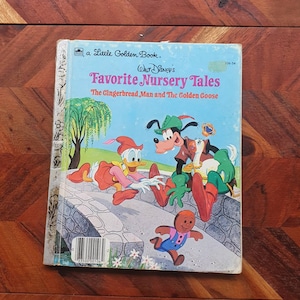 a Little Golden Book
Walt Disney's
Favorite Nursery Tales
The Gingerbread Man and The Golden Goose